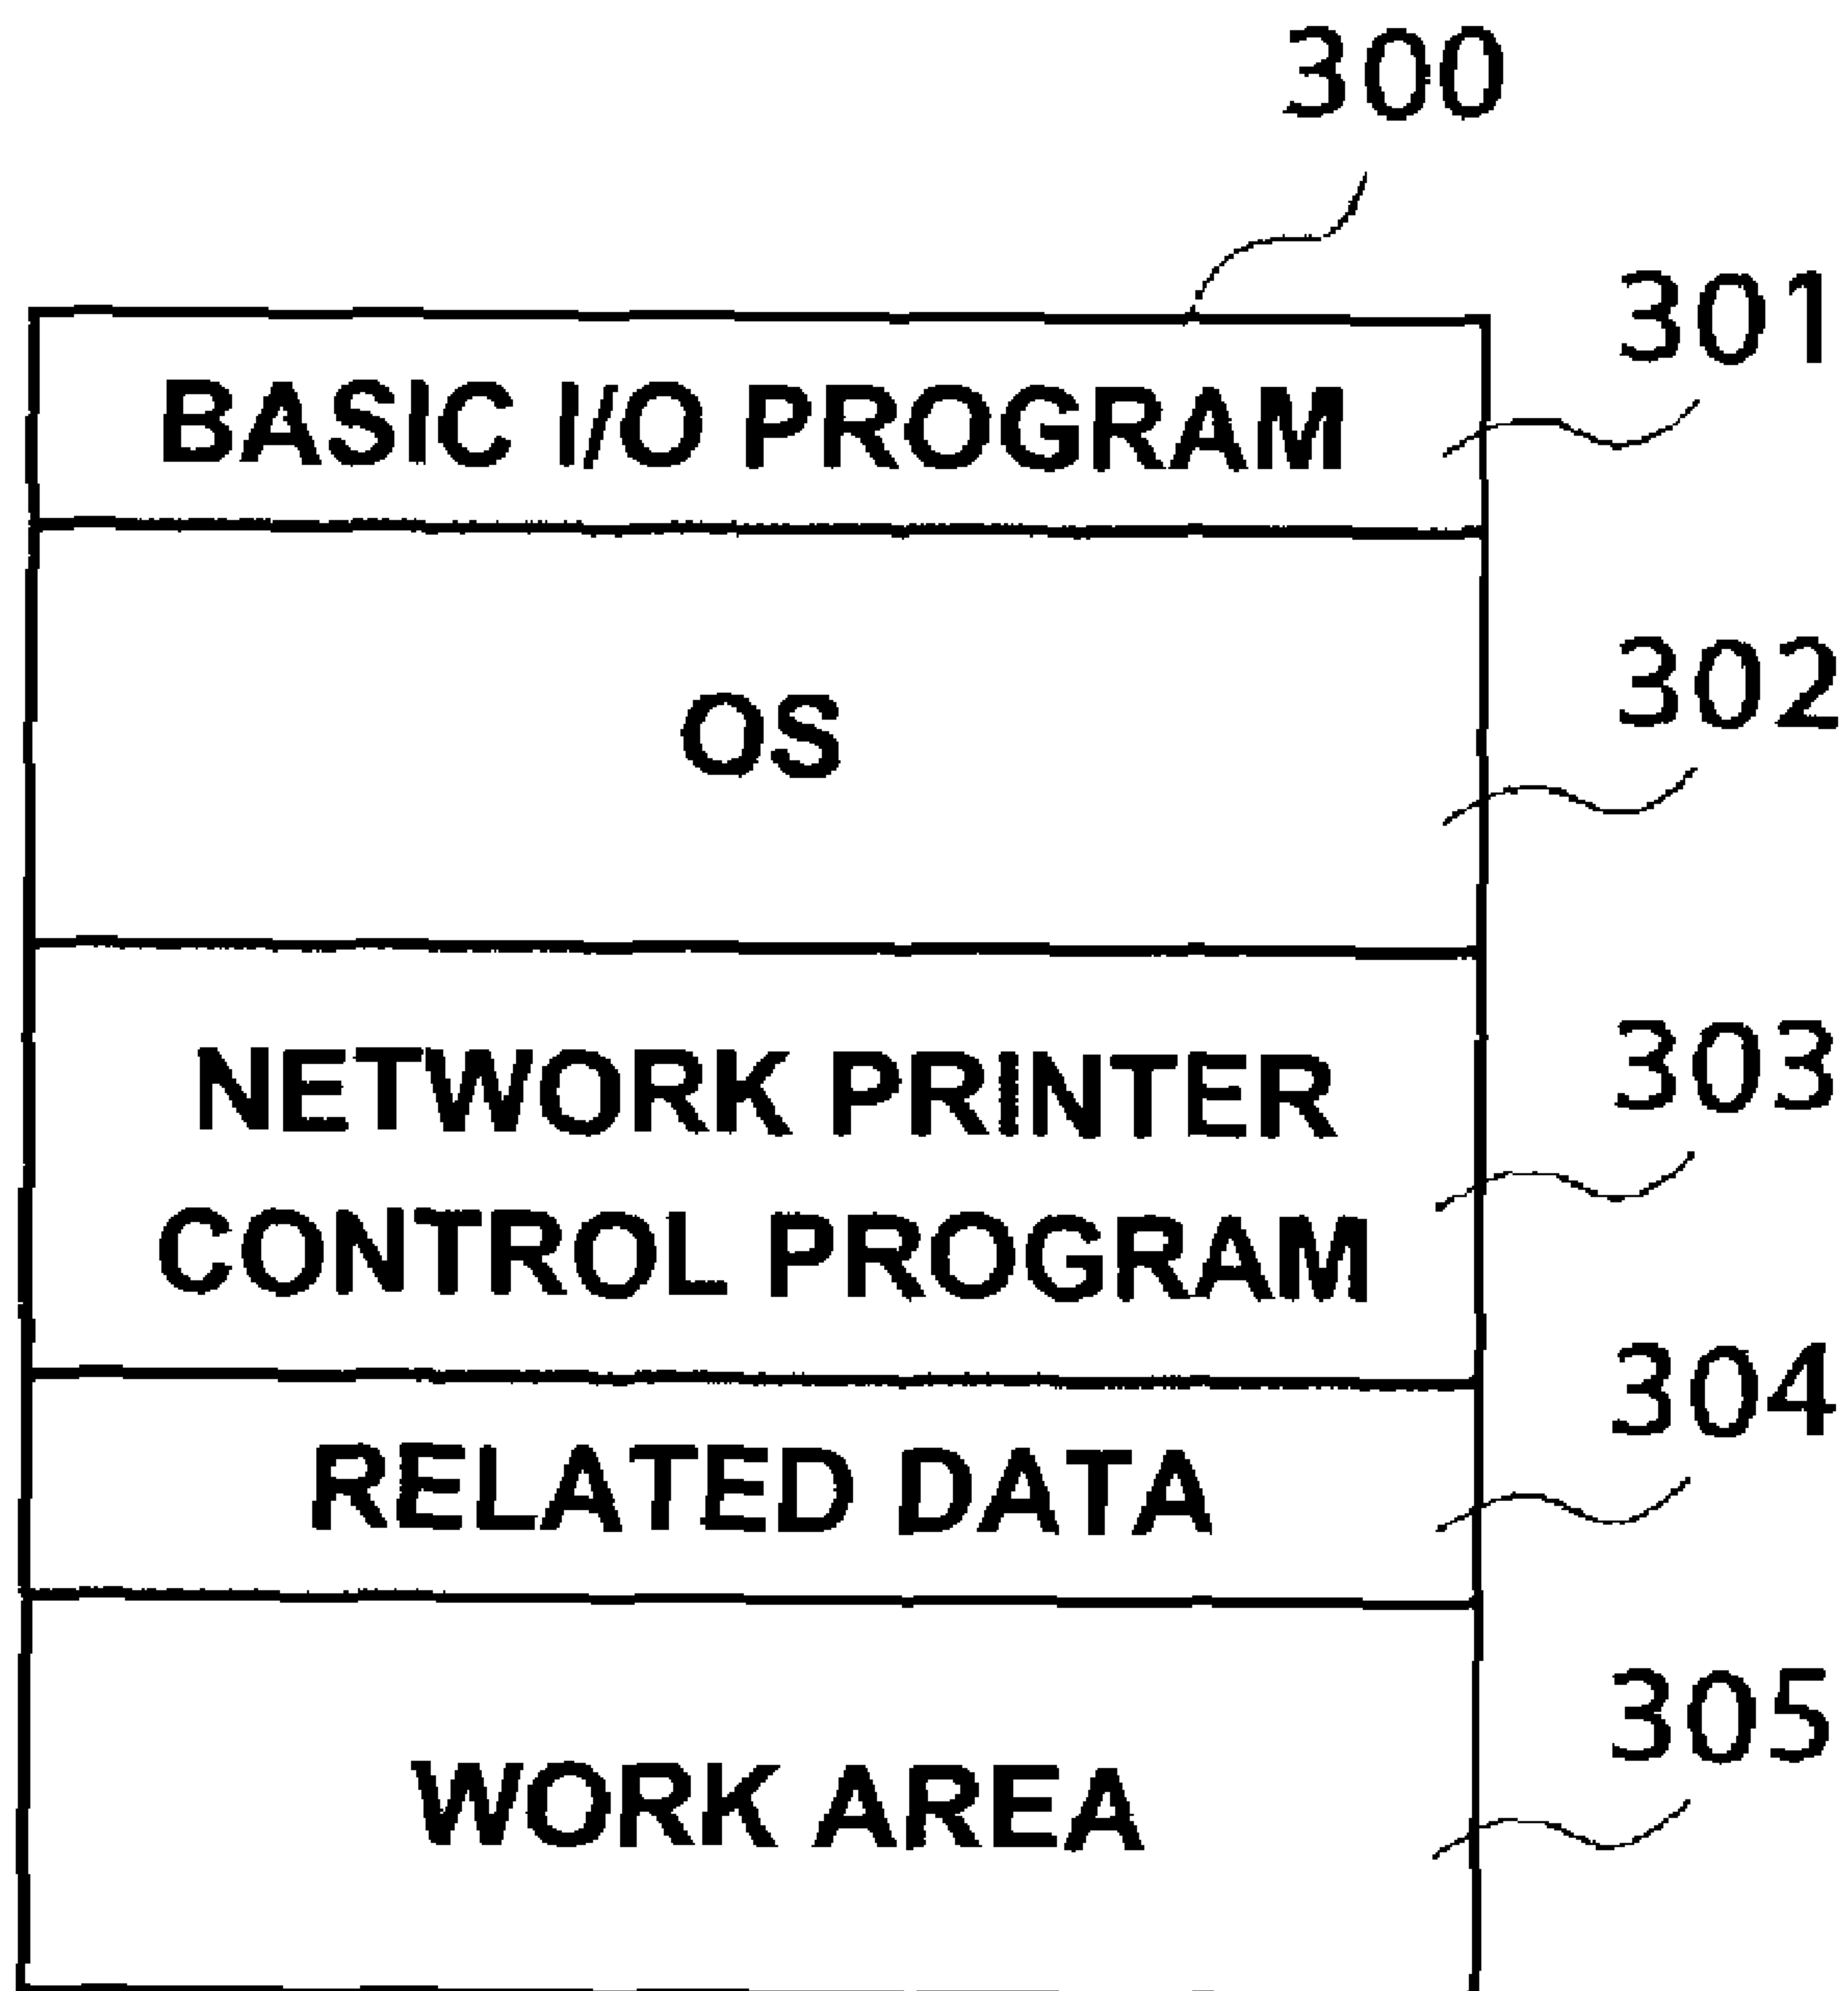 300
301
BASIC I/O PROGRAM
302
OS
303
NETWORK PRINTER
CONTROL PROGRAM
304
RELATED DATA
305
WORK AREA